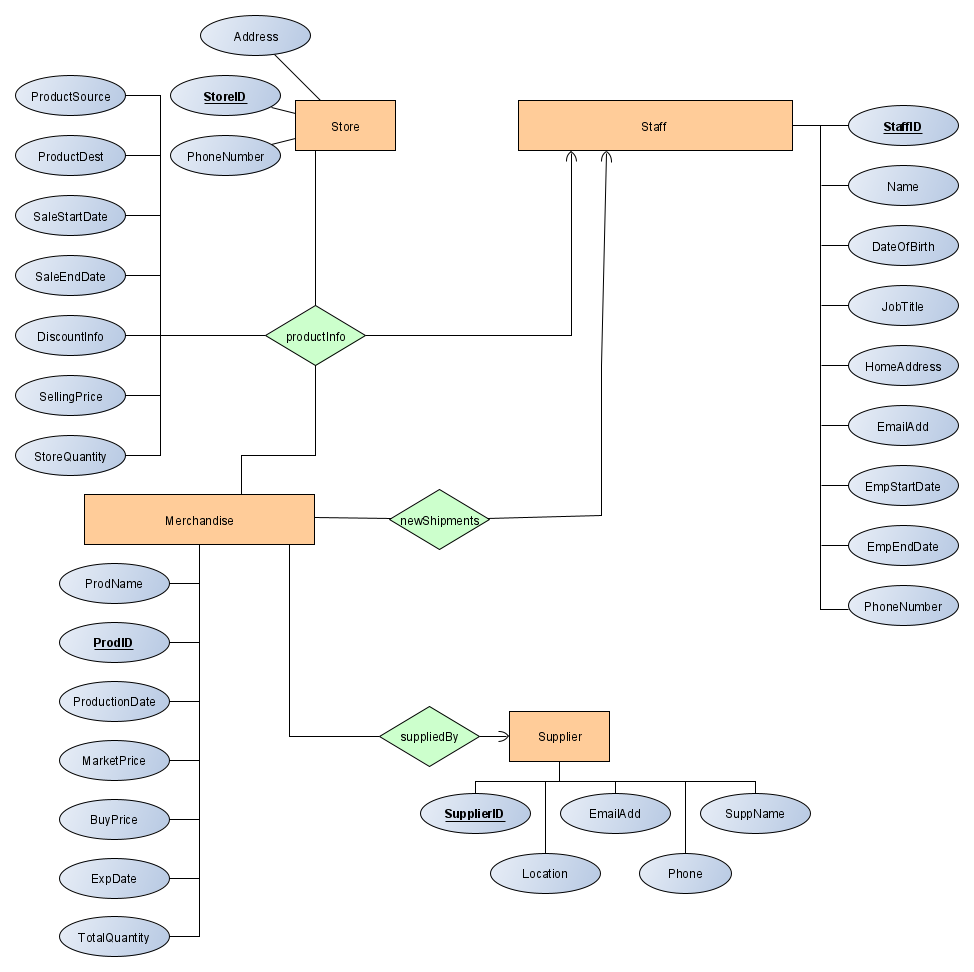 Address
StoreID
PhoneNumber
Store
ProductSource
ProductDest
SaleStartDate
SaleEndDate
DiscountInfo
SellingPrice
StoreQuantity
productInfo
Staff
StaffID
Name
DateOfBirth
JobTitle
HomeAddress
EmailAdd
EmpStartDate
EmpEndDate
PhoneNumber
Merchandise
newShipments
ProdName
ProdID
ProductionDate
MarketPrice
BuyPrice
ExpDate
TotalQuantity
suppliedBy
Supplier
SupplierID
EmailAdd
SuppName
Location
Phone